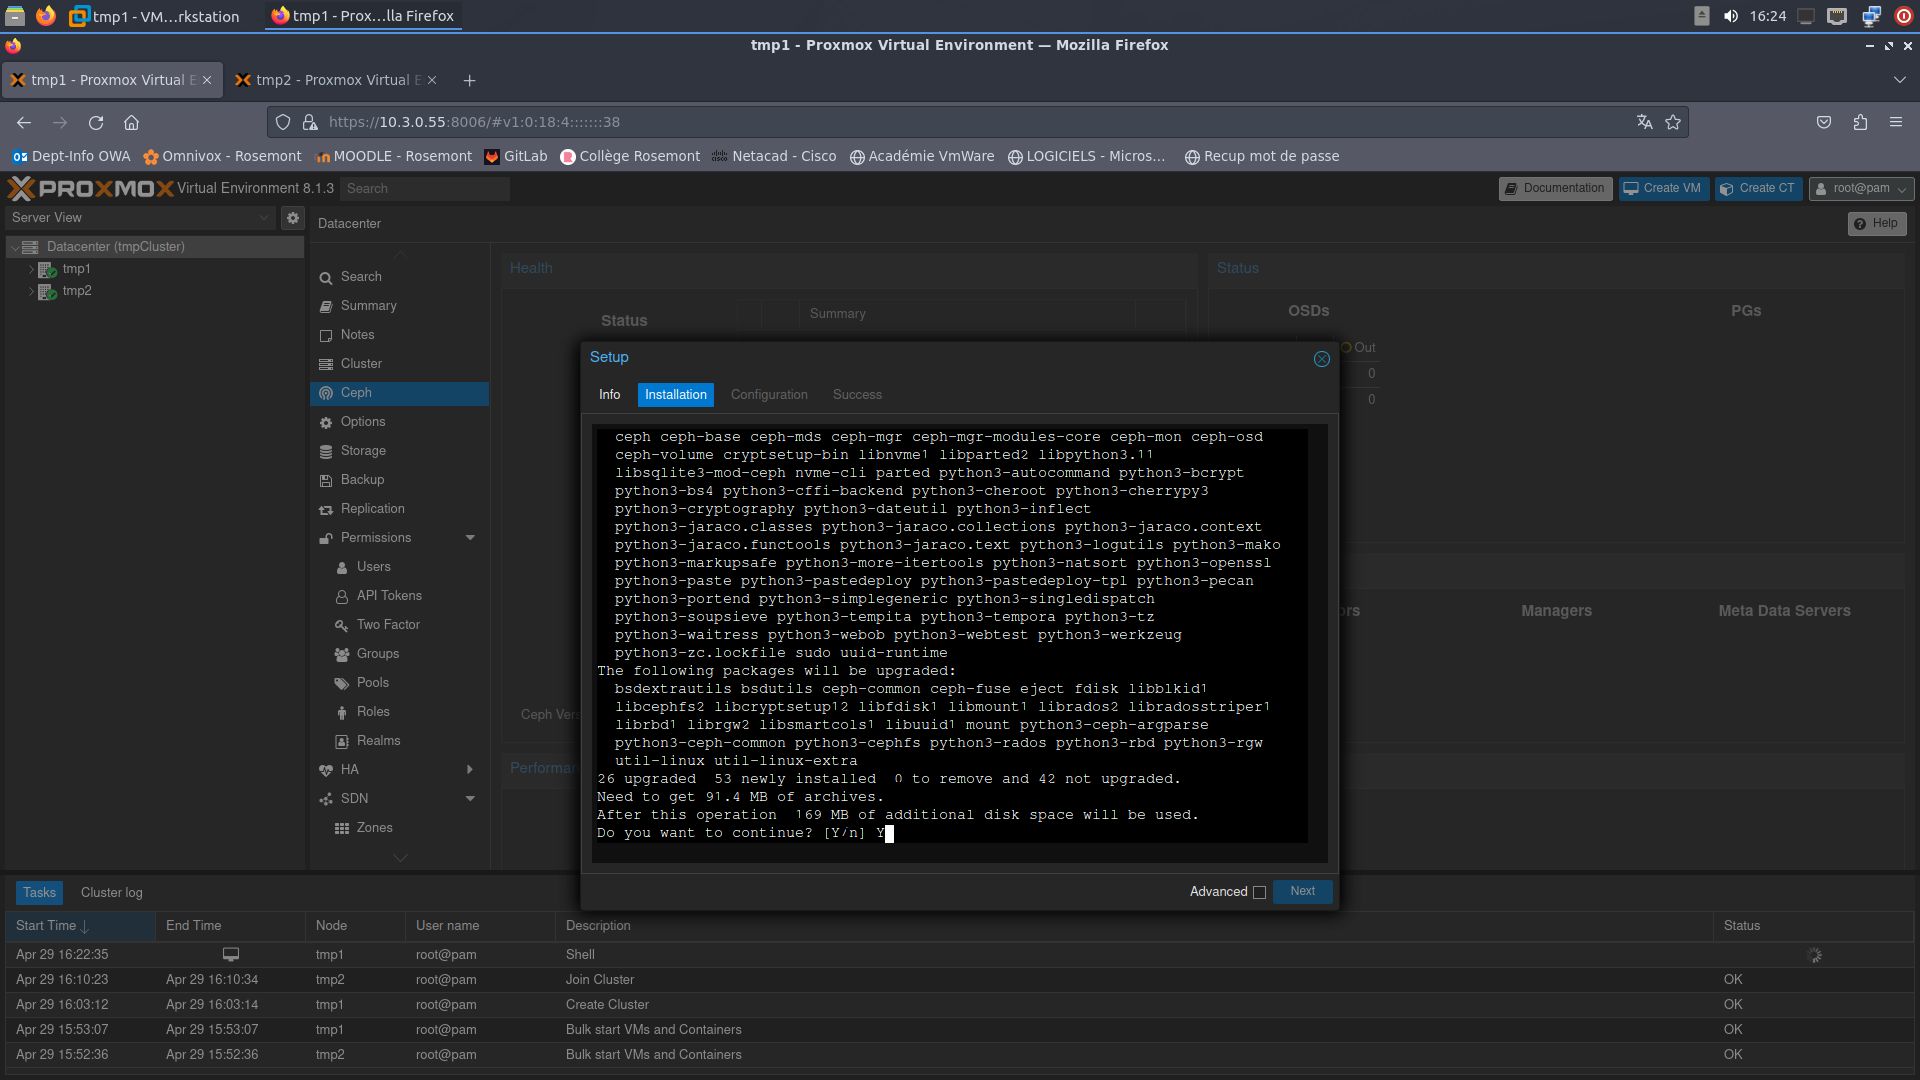 tmp1 - VM...rkstation
tmp1 - Prox...lla Firefox
16:24
tmp1 - Proxmox Virtual Environment — Mozilla Firefox
tmp1 - Proxmox Virtual E
tmp2 - Proxmox Virtual E
https://10.3.0.55:8006/#v1:0:18:4:::::::38
Dept-Info OWA
Omnivox - Rosemont
MOODLE - Rosemont
GitLab
Collège Rosemont
Netacad - Cisco
Académie VmWare
LOGICIELS - Micros...
Recup mot de passe
PROXMOX Virtual Environment 8.1.3
Search
Documentation
Create VM
Create CT
root@pam
Server View
Datacenter
Help
Datacenter (tmpCluster)
tmp1
tmp2
Search
Summary
Notes
Cluster
Ceph
Options
Storage
Backup
Replication
Permissions
Users
API Tokens
Two Factor
Groups
Pools
Roles
Realms
HA
SDN
Zones
Health
Status
Summary
Status
OSDs
PGs
Out
0
0
Managers
Meta Data Servers
Ceph Vers
Performan
Setup
Info
Installation
Configuration
Success
ceph ceph-base ceph-mds ceph-mgr ceph-mgr-modules-core ceph-mon ceph-osd
ceph-volume cryptsetup-bin libnvme1 libparted2 libpython3.11
libsqlite3-mod-ceph nvme-cli parted python3-autocommand python3-bcrypt
python3-bs4 python3-cffi-backend python3-cheroot python3-cherrypy3
python3-cryptography python3-dateutil python3-inflect
python3-jaraco.classes python3-jaraco.collections python3-jaraco.context
python3-jaraco.functools python3-jaraco.text python3-logutils python3-mako
python3-markupsafe python3-more-itertools python3-natsort python3-openssl
python3-paste python3-pastedeploy python3-pastedeploy-tpl python3-pecan
python3-portend python3-simplegeneric python3-singledispatch
python3-soupsieve python3-tempita python3-tempora python3-tz
python3-waitress python3-webob python3-webtest python3-werkzeug
python3-zc.lockfile sudo uuid-runtime
The following packages will be upgraded:
bsdextrautils bsdutils ceph-common ceph-fuse eject fdisk libblkid1
libcephfs2 libcryptsetup12 libfdisk1 libmount1 librados2 libradosstriper1
librbd1 librgw2 libsmartcols1 libuuid1 mount python3-ceph-argparse
python3-ceph-common python3-cephfs python3-rados python3-rbd python3-rgw
util-linux util-linux-extra
26 upgraded  53 newly installed  0 to remove and 42 not upgraded.
Need to get 91.4 MB of archives.
After this operation  169 MB of additional disk space will be used.
Do you want to continue? [Y/n] Y
Advanced
Next
Tasks
Cluster log
Start Time End Time Node User name Description Status
Apr 29 16:22:35 tmp1 root@pam Shell
Apr 29 16:10:23 Apr 29 16:10:34 tmp2 root@pam Join Cluster OK
Apr 29 16:03:12 Apr 29 16:03:14 tmp1 root@pam Create Cluster OK
Apr 29 15:53:07 Apr 29 15:53:07 tmp1 root@pam Bulk start VMs and Containers OK
Apr 29 15:52:36 Apr 29 15:52:36 tmp2 root@pam Bulk start VMs and Containers OK